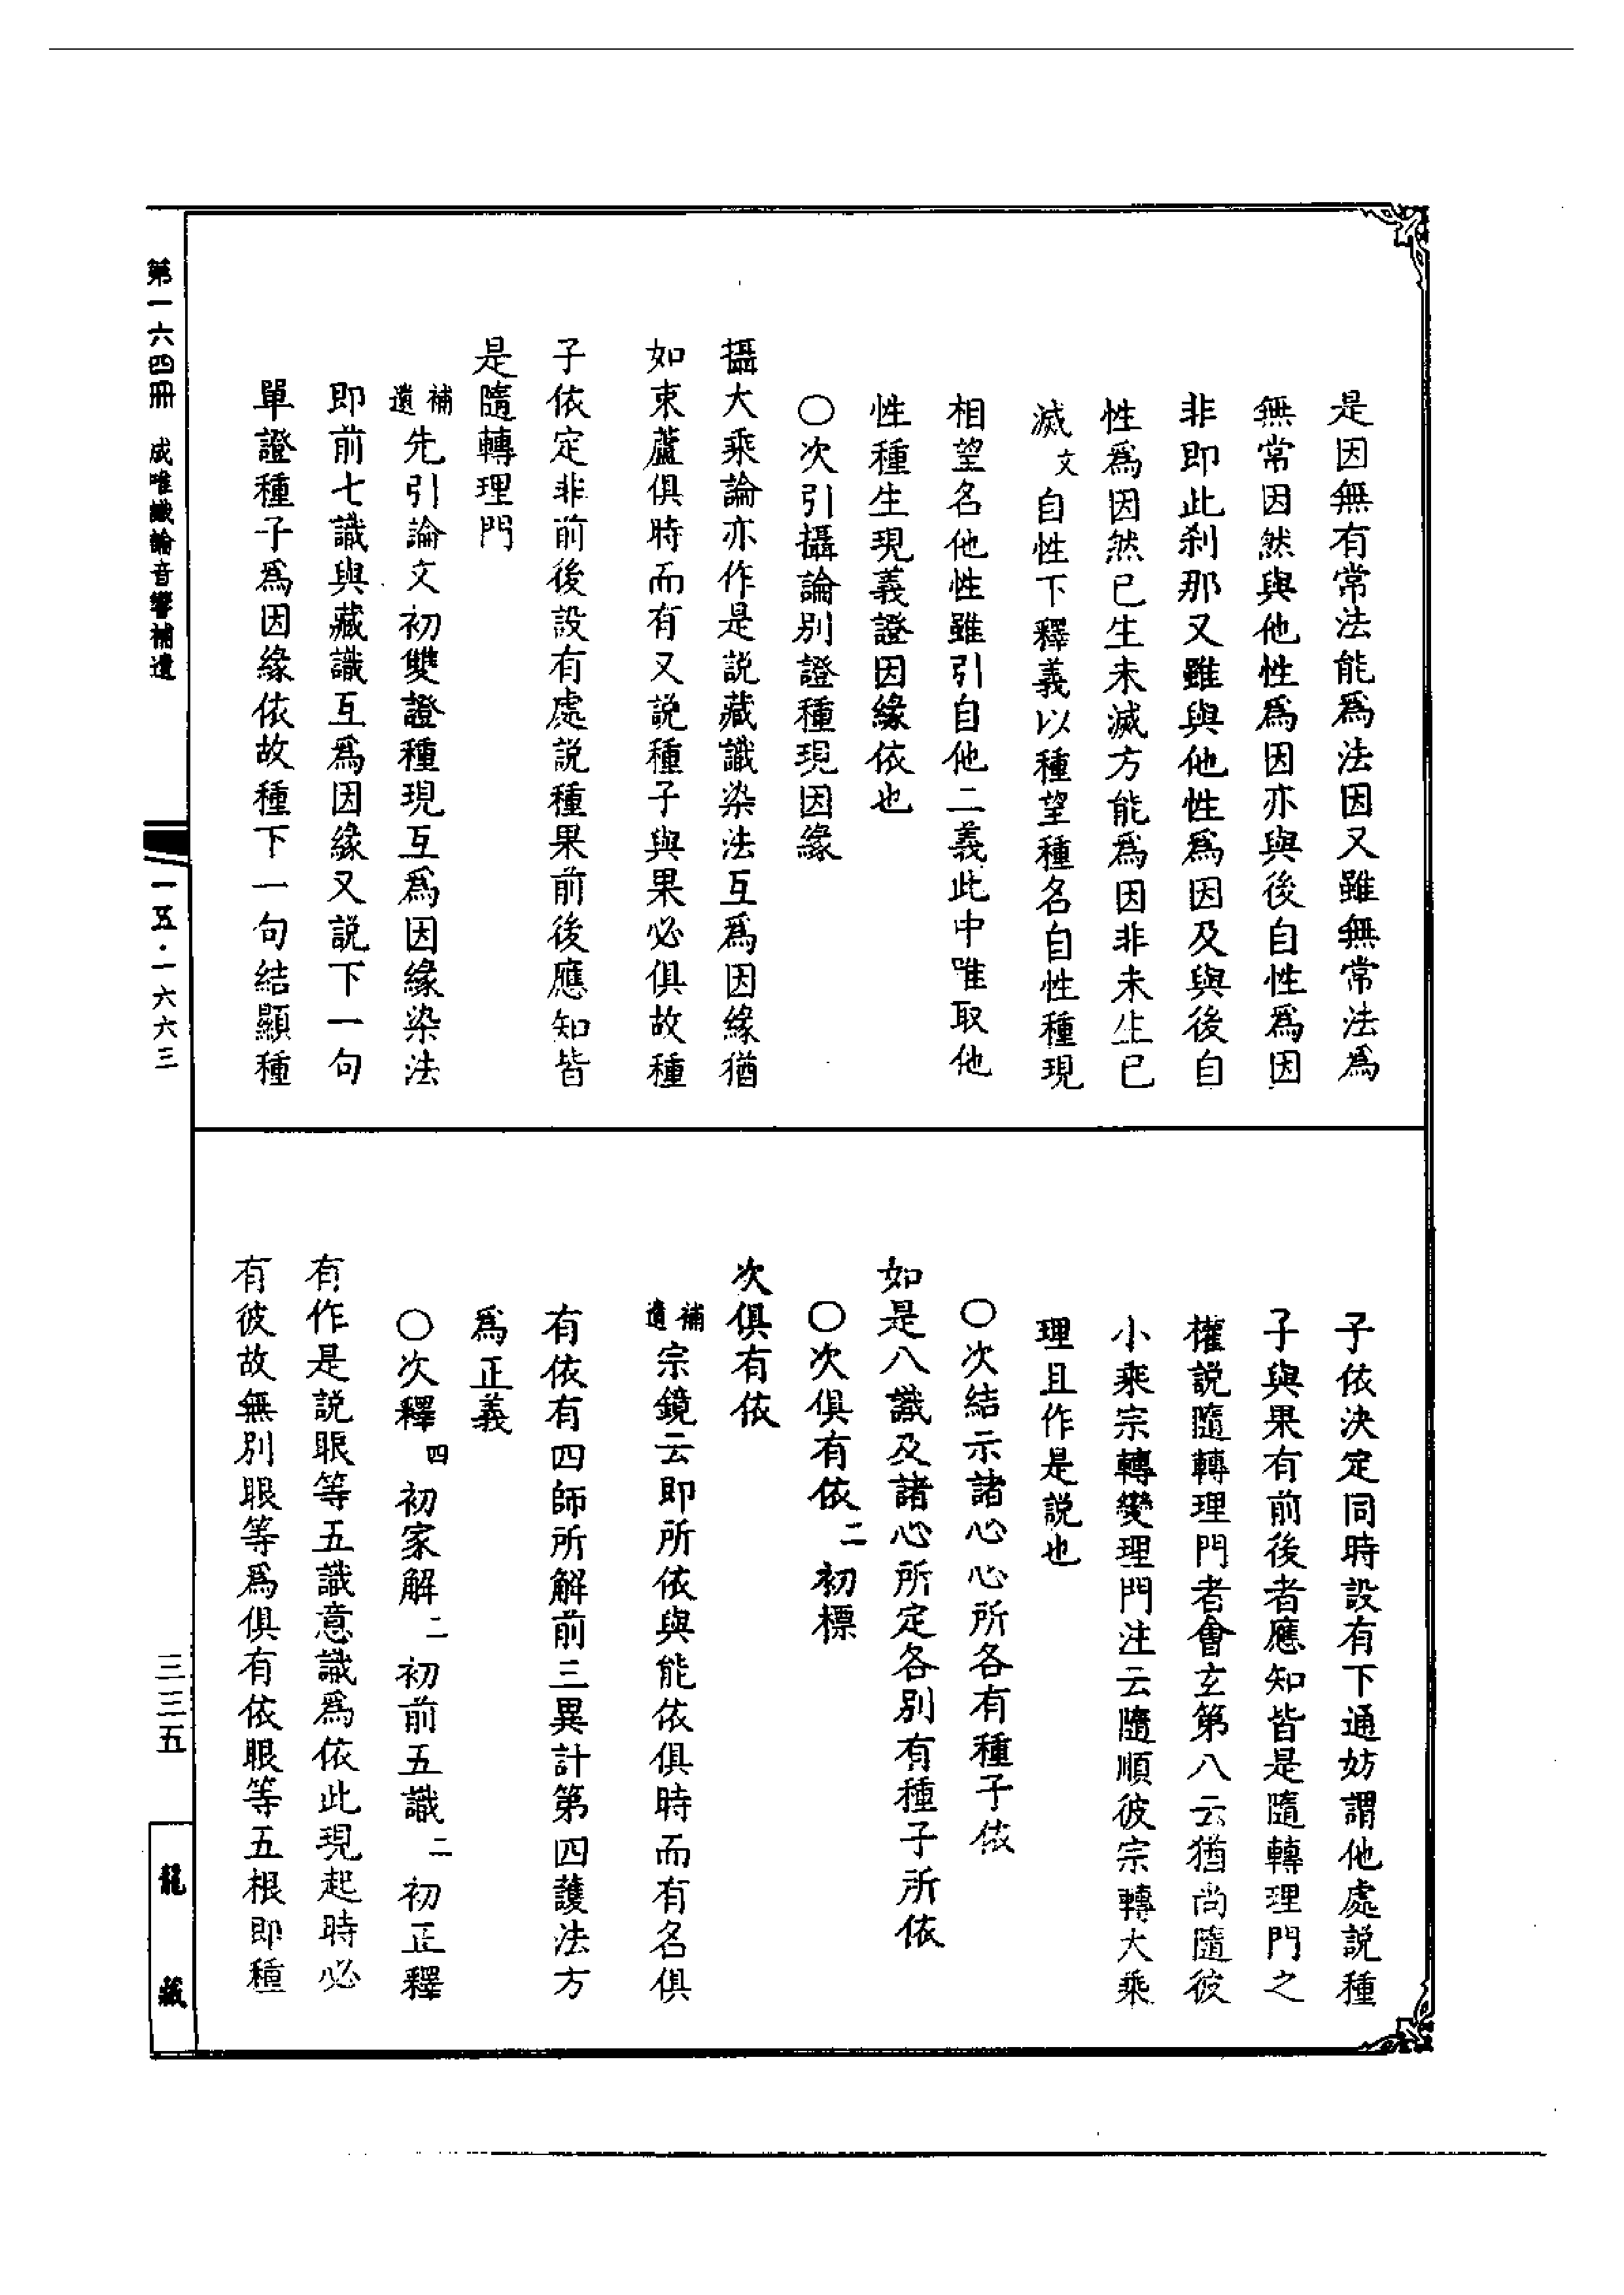 是因無有常法能爲法因又雖無常法爲
無常因然與他性爲因亦與後自性爲因
非即此刹那又雖與他性爲因及與後自
性爲因然已生未滅方能爲因非未生已
滅文自性下釋義以種望種名自性種現
相望名他性雖引自他二義此中唯取他
性種生現義證因緣依也
〇次引攝論別證種現因緣
攝大乘論亦作是説藏識染法互爲因緣猶
如束蘆俱時而有又説種子與果必俱故種
子依定非前後設有處説種果前後應知皆
是隨轉理門
補遺先引論文初雙證種現互爲因緣染法
即前七識與藏識互爲因緣又説下一句
單證種子爲因緣依故種下一句結顯種
子依決定同時設有下通妨謂他處説種
子與果有前後者應知皆是隨轉理門之
權説隨轉理門者會玄第八云猶尚隨彼
小乘宗轉變理門注云隨順彼宗轉大乘
理且作是説也
〇次結示諸心心所各有種子依
如是八識及諸心所定各別有種子所依
〇次俱有依二初標
次俱有依
補遺宗鏡云即所依與能依俱時而有名俱
有依有四師所解前三異計第四護法方
爲正義
〇次釋四初家解二初前五識二初正釋
有作是説眼等五識意識爲依此現起時必
有彼故無別眼等爲俱有依眼等五根即種
第一六四冊 成唯識論音響補遺
一五·一六六三
三三五
龍藏